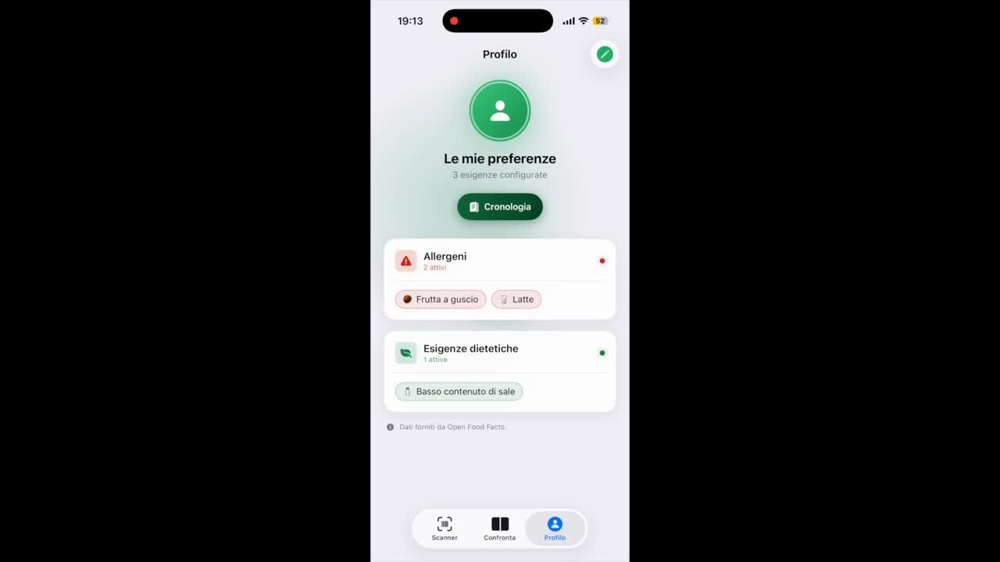 19:13
52
Profilo
Le mie preferenze
3 esigenze configurate
Cronologia
Allergeni
2 attivi
Frutta a guscio
Latte
Esigenze dietetiche
1 attive
Basso contenuto di sale
Dati forniti da Open Food Facts.
Scanner
Confronta
Profilo